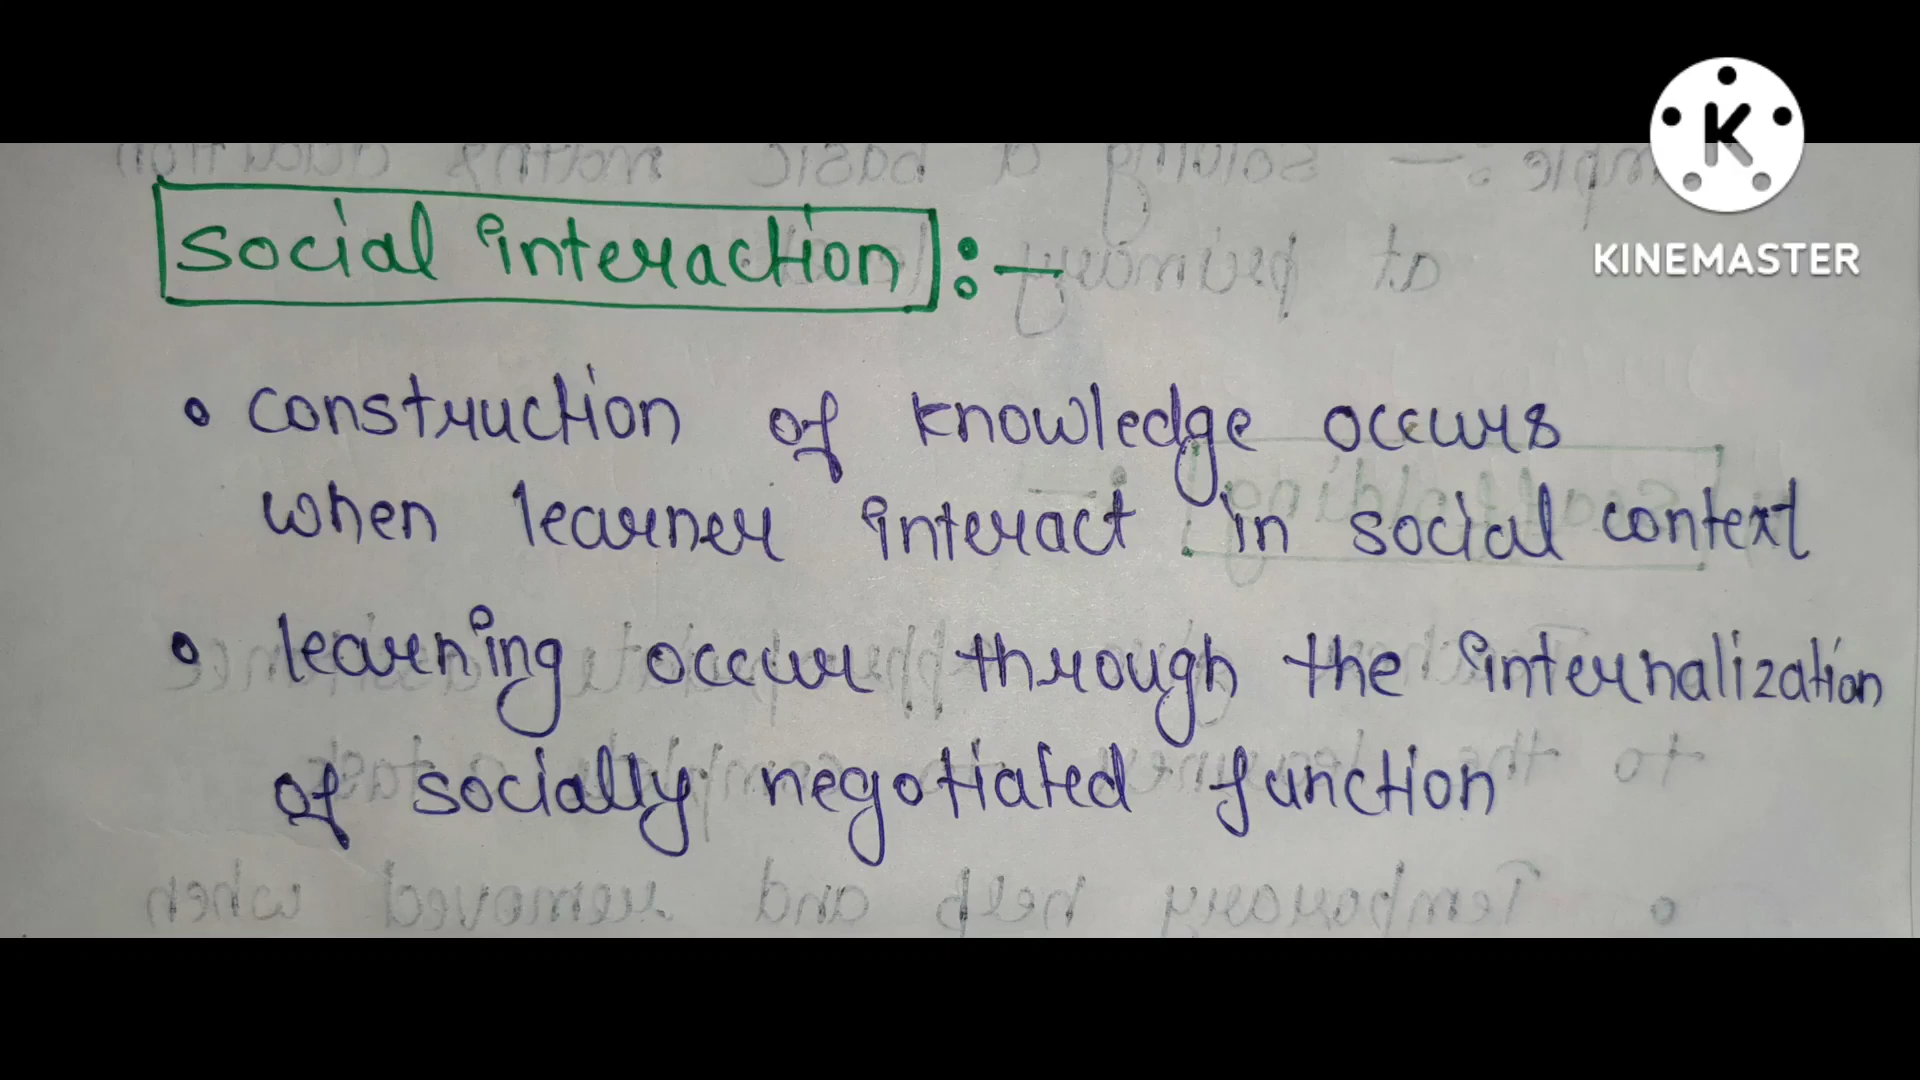 Social interaction :-
• construction of knowledge occurs
when learner interact in social context
• learning occur through the internalization
of socially negotiated function
K
KINEMASTER